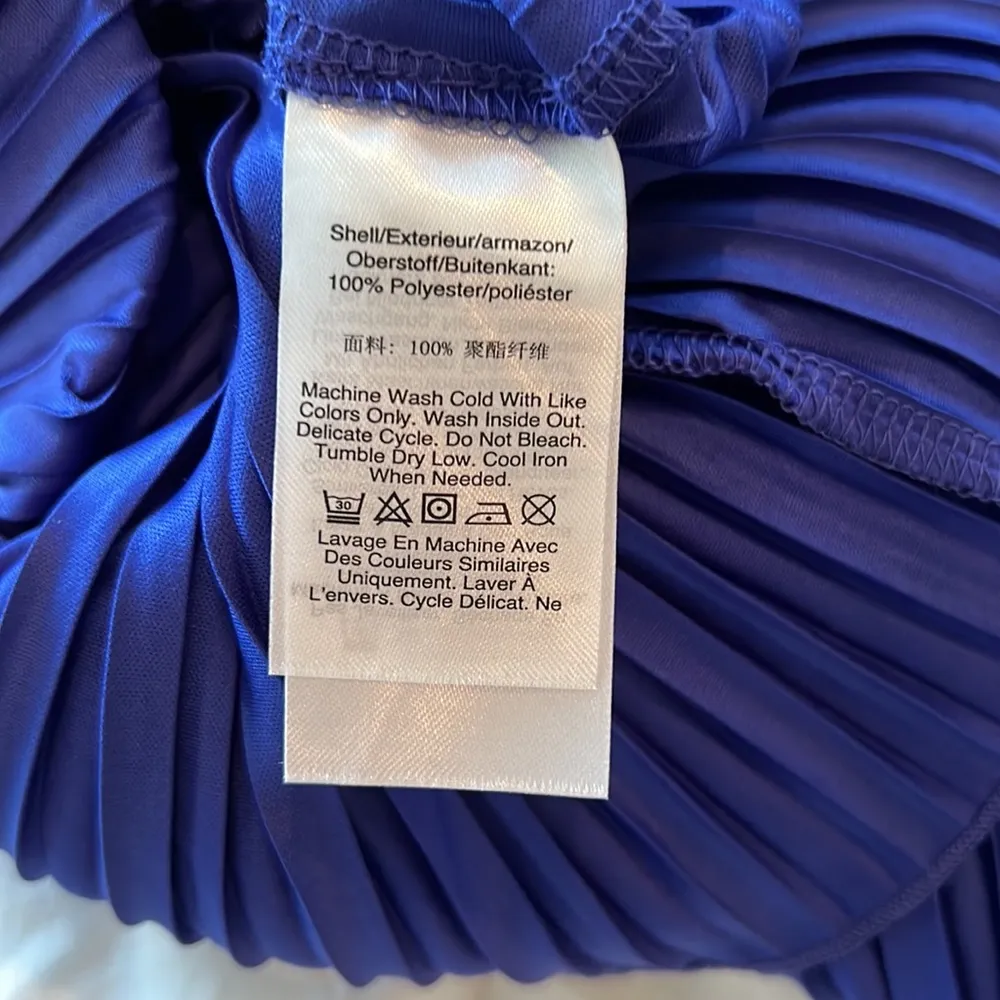 Shell/Exterieur/armazon/
Oberstoff/Buitenkant:
100% Polyester/poliéster
面料: 100% 聚酯纤维
Machine Wash Cold With Like
Colors Only. Wash Inside Out.
Delicate Cycle. Do Not Bleach.
Tumble Dry Low. Cool Iron
When Needed.
30
Lavage En Machine Avec
Des Couleurs Similaires
Uniquement. Laver À
L'envers. Cycle Délicat. Ne